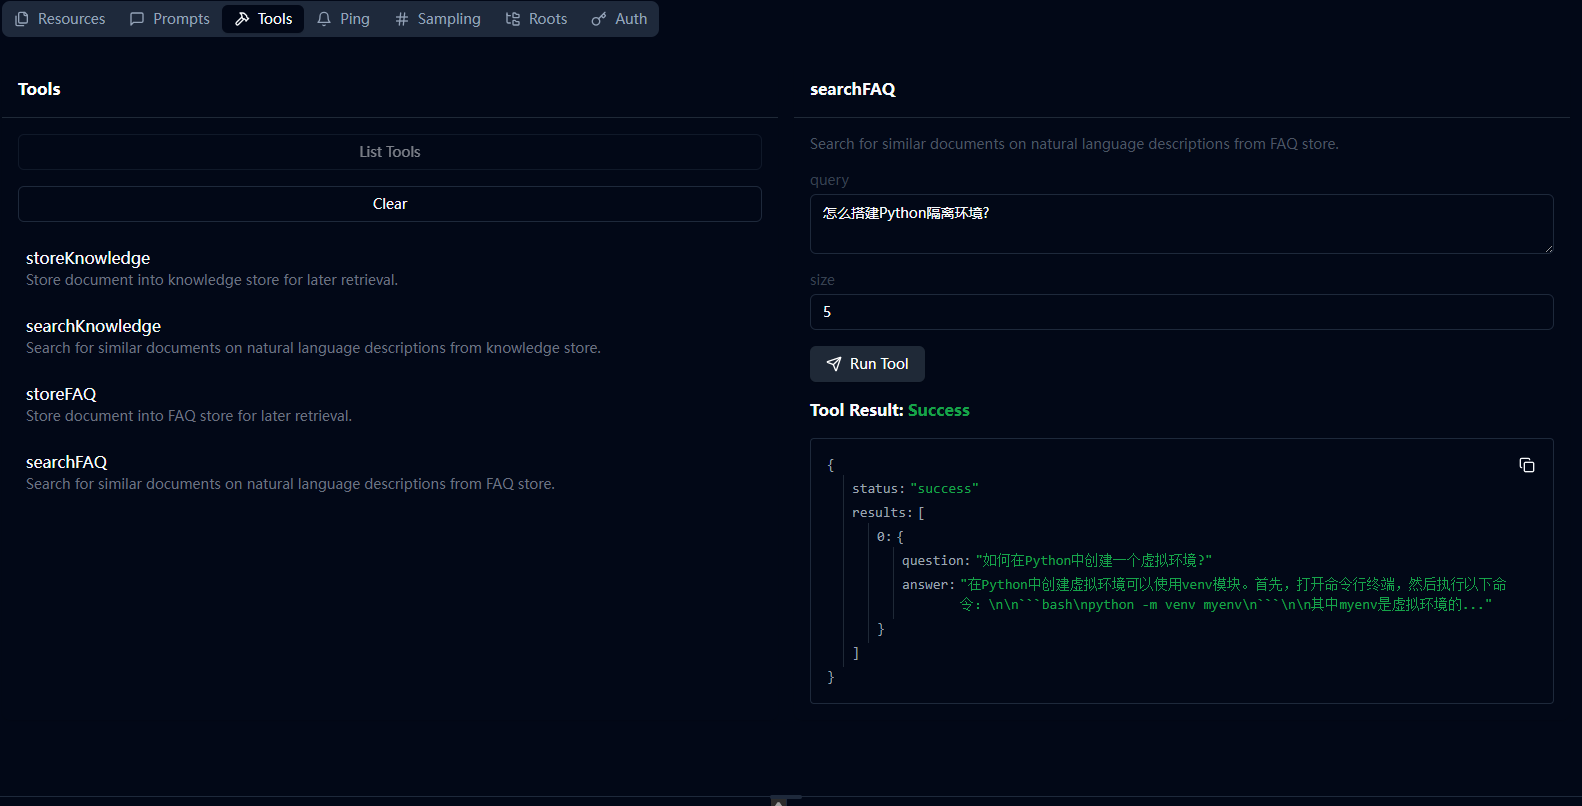 Resources Prompts Tools Ping Sampling Roots Auth
Tools
List Tools
Clear
storeKnowledge
Store document into knowledge store for later retrieval.
searchKnowledge
Search for similar documents on natural language descriptions from knowledge store.
storeFAQ
Store document into FAQ store for later retrieval.
searchFAQ
Search for similar documents on natural language descriptions from FAQ store.
searchFAQ
Search for similar documents on natural language descriptions from FAQ store.
query
怎么搭建Python隔离环境?
size
5
Run Tool
Tool Result: Success
{
status: "success"
results: [
0: {
question: "如何在Python中创建一个虚拟环境?"
answer: "在Python中创建虚拟环境可以使用venv模块。首先，打开命令行终端，然后执行以下命
令：\n\n```bash\npython -m venv myenv\n```\n\n其中myenv是虚拟环境的..."
}
]
}